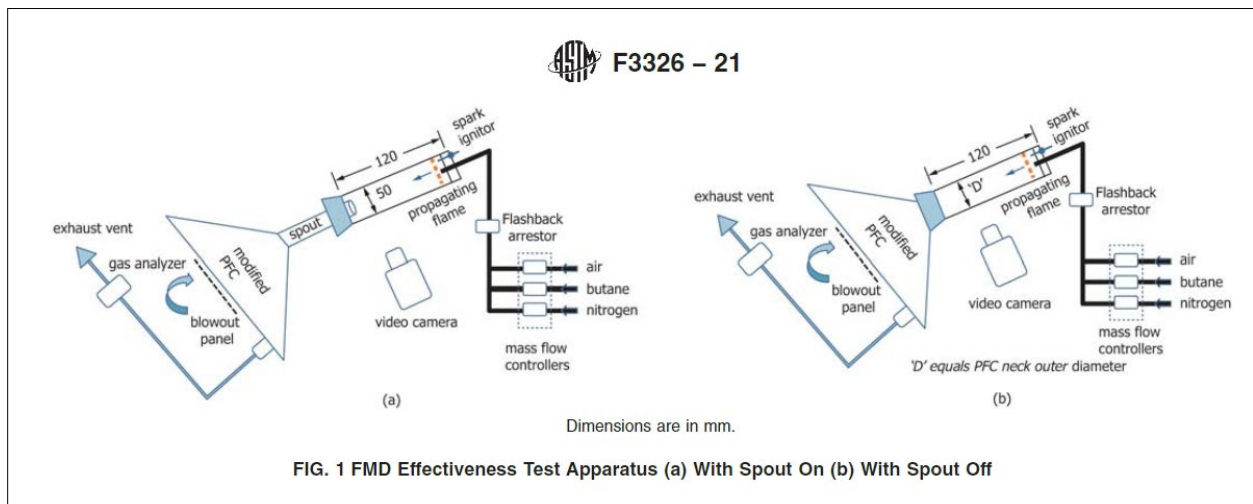 ASTM F3326 – 21
spark
ignitor
120
50
propagating
flame
spout
exhaust vent
gas analyzer
modified
PFC
blowout
panel
Flashback
arrestor
air
butane
nitrogen
video camera
mass flow
controllers
(a)
spark
ignitor
120
'D'
propagating
flame
exhaust vent
gas analyzer
modified
PFC
blowout
panel
Flashback
arrestor
air
butane
nitrogen
video camera
mass flow
controllers
'D' equals PFC neck outer diameter
(b)
Dimensions are in mm.
FIG. 1 FMD Effectiveness Test Apparatus (a) With Spout On (b) With Spout Off